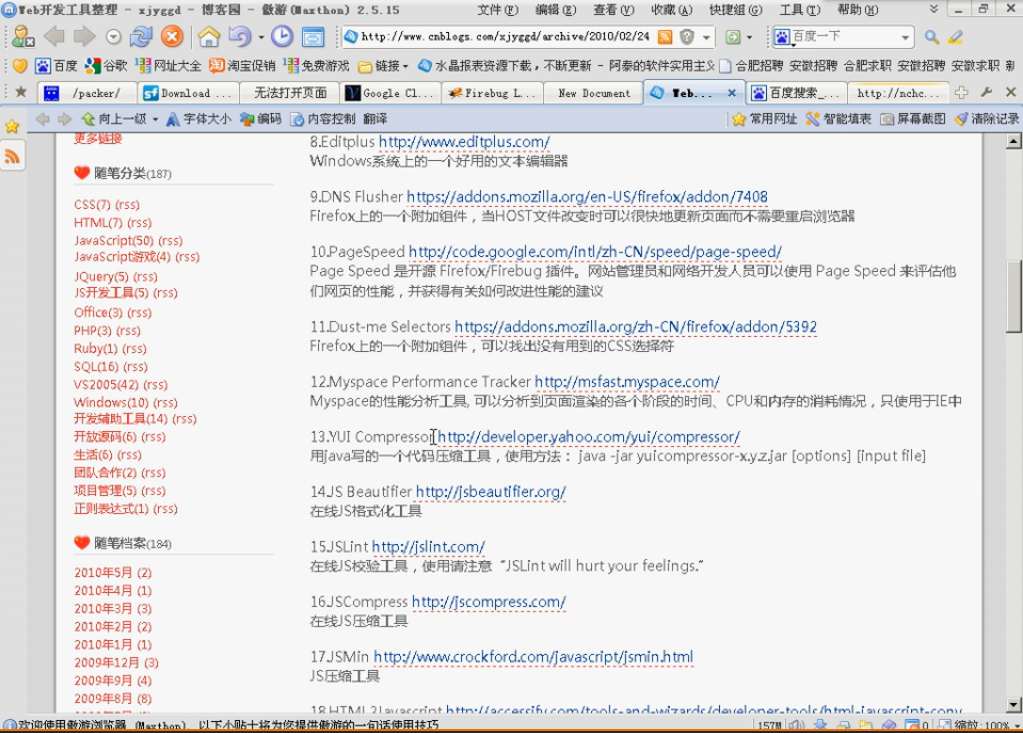 Web开发工具整理 - xjyggd - 博客园 - 傲游(Maxthon) 2.5.15
文件(F) 编辑(E) 查看(V) 收藏(A) 快捷组(G) 工具(T) 帮助(H)
http://www.cnblogs.com/xjyggd/archive/2010/02/24
百度一下
百度 谷歌 网址大全 淘宝促销 免费游戏 链接 水晶报表资源下载，不断更新 - 阿泰的软件实用主义 合肥招聘 安徽招聘 合肥求职 安徽招聘 安徽求职
/packer/ Download ... 无法打开页面 Google Cl... Firebug L... New Document Web... 百度搜索_... http://nchc...
向上一级 字体大小 编码 内容控制 翻译 常用网址 智能填表 屏幕截图 清除记录
更多链接
随笔分类(187)
CSS(7) (rss)
HTML(7) (rss)
JavaScript(50) (rss)
JavaScript游戏(4) (rss)
JQuery(5) (rss)
JS开发工具(5) (rss)
Office(3) (rss)
PHP(3) (rss)
Ruby(1) (rss)
SQL(16) (rss)
VS2005(42) (rss)
Windows(10) (rss)
开发辅助工具(14) (rss)
开放源码(6) (rss)
生活(6) (rss)
团队合作(2) (rss)
项目管理(5) (rss)
正则表达式(1) (rss)
随笔档案(184)
2010年5月 (2)
2010年4月 (1)
2010年3月 (3)
2010年2月 (2)
2010年1月 (1)
2009年12月 (3)
2009年9月 (4)
2009年8月 (8)
8.Editplus http://www.editplus.com/
Windows系统上的一个好用的文本编辑器
9.DNS Flusher https://addons.mozilla.org/en-US/firefox/addon/7408
Firefox上的一个附加组件，当HOST文件改变时可以很快地更新页面而不需要重启浏览器
10.PageSpeed http://code.google.com/intl/zh-CN/speed/page-speed/
Page Speed 是开源 Firefox/Firebug 插件。网站管理员和网络开发人员可以使用 Page Speed 来评估他
们网页的性能，并获得有关如何改进性能的建议
11.Dust-me Selectors https://addons.mozilla.org/zh-CN/firefox/addon/5392
Firefox上的一个附加组件，可以找出没有用到的CSS选择符
12.Myspace Performance Tracker http://msfast.myspace.com/
Myspace的性能分析工具, 可以分析到页面渲染的各个阶段的时间、CPU和内存的消耗情况，只使用于IE中
13.YUI Compressor http://developer.yahoo.com/yui/compressor/
用java写的一个代码压缩工具，使用方法： java -jar yuicompressor-x.y.z.jar [options] [input file]
14.JS Beautifier http://jsbeautifier.org/
在线JS格式化工具
15.JSLint http://jslint.com/
在线JS校验工具，使用请注意 “JSLint will hurt your feelings.”
16.JSCompress http://jscompress.com/
在线JS压缩工具
17.JSMin http://www.crockford.com/javascript/jsmin.html
JS压缩工具
18.HTML2Javascript http://accessify.com/tools-and-wizards/developer-tools/html-javascript-conv
欢迎使用傲游浏览器 (Maxthon)，以下小贴士将为您提供傲游的一句话使用技巧
157M 0 缩放: 100%